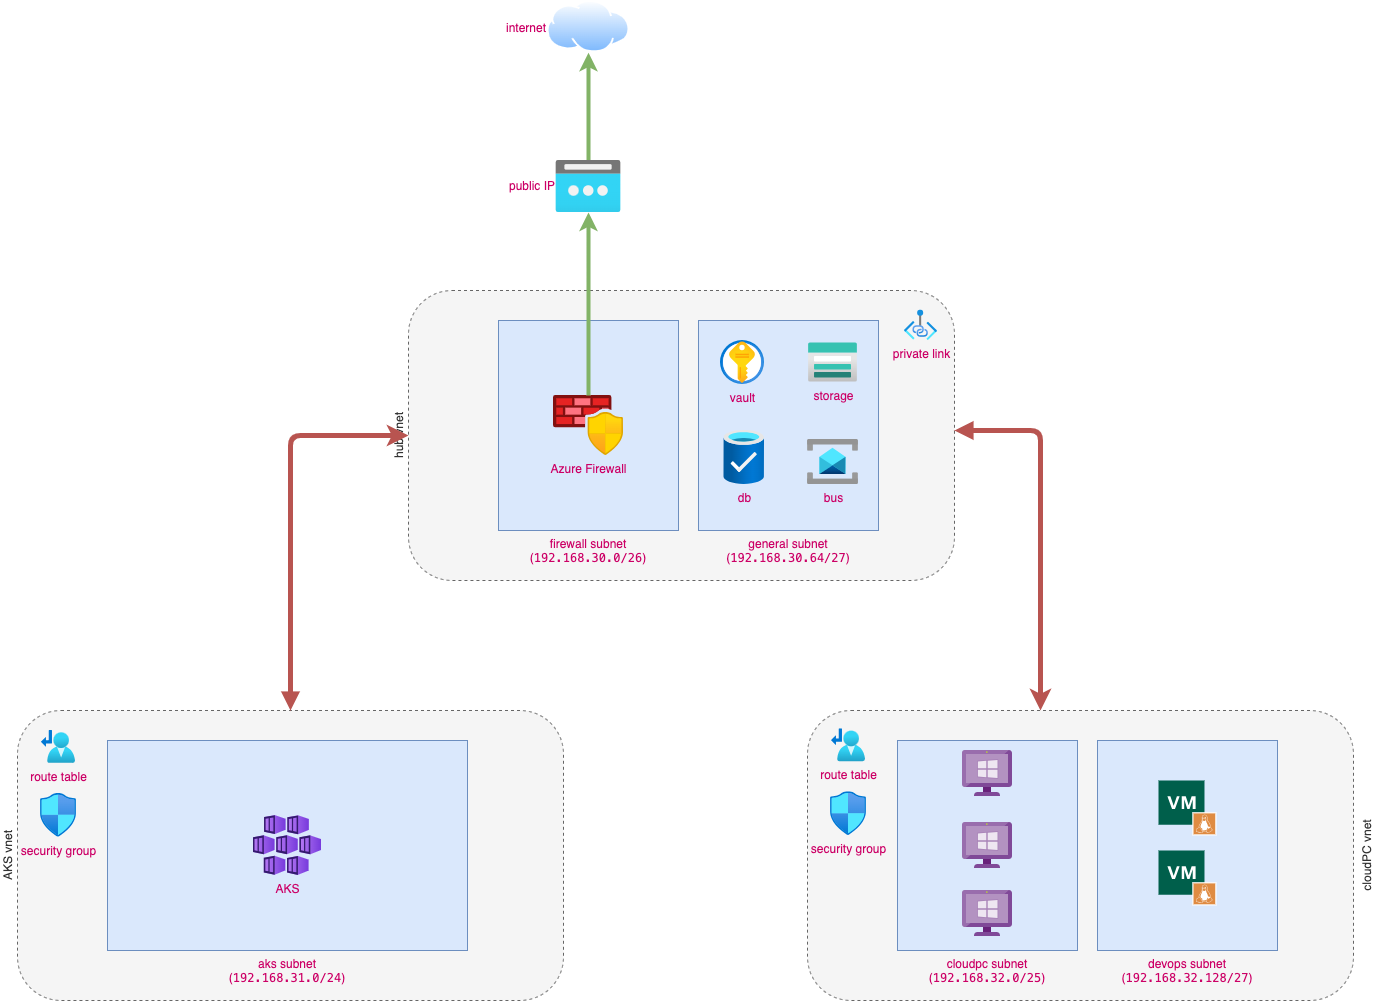 internet
public IP
hub vnet
private link
vault
storage
Azure Firewall
db
bus
firewall subnet
(192.168.30.0/26)
general subnet
(192.168.30.64/27)
AKS vnet
route table
security group
AKS
aks subnet
(192.168.31.0/24)
route table
security group
VM
VM
cloudPC vnet
cloudpc subnet
(192.168.32.0/25)
devops subnet
(192.168.32.128/27)